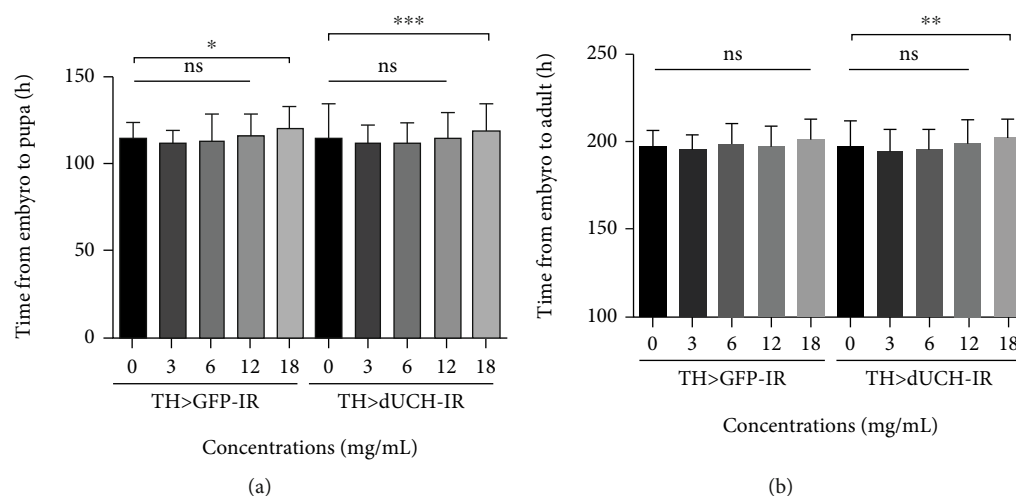 * ***
ns ns
150
100
50
0
Time from embyro to pupa (h)
0 3 6 12 18 0 3 6 12 18
TH>GFP-IR TH>dUCH-IR
Concentrations (mg/mL)
(a)
**
ns ns
250
200
150
100
Time from embyro to adult (h)
0 3 6 12 18 0 3 6 12 18
TH>GFP-IR TH>dUCH-IR
Concentrations (mg/mL)
(b)